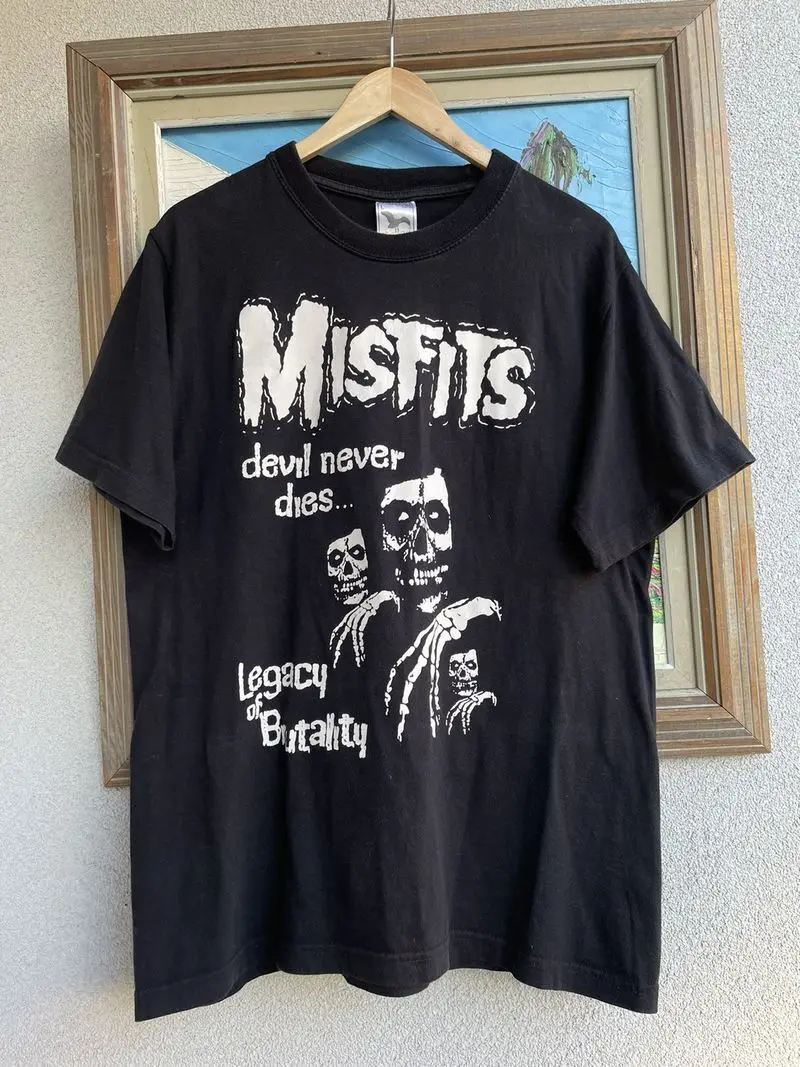 MISFITS
devil never
dies...
Legacy
of
Brutality